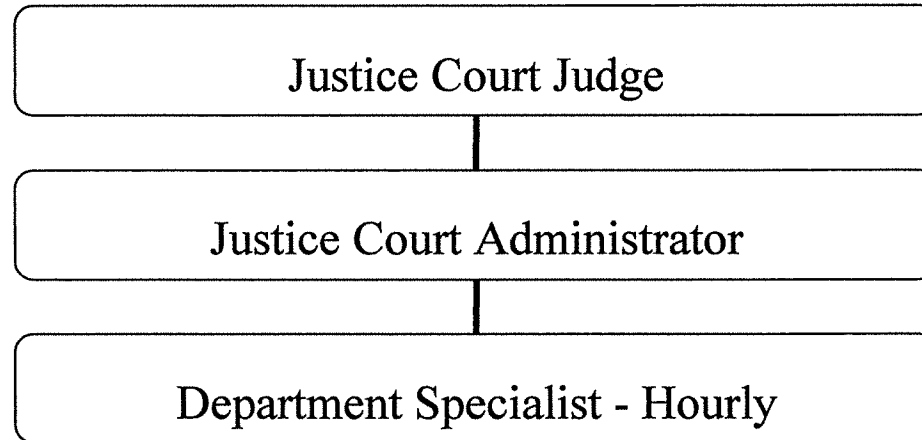 Justice Court Judge
Justice Court Administrator
Department Specialist - Hourly